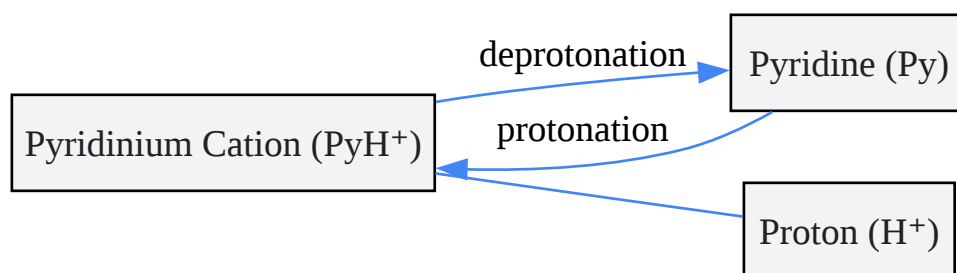 deprotonation
Pyridine (Py)
Pyridinium Cation (PyH⁺)
protonation
Proton (H⁺)